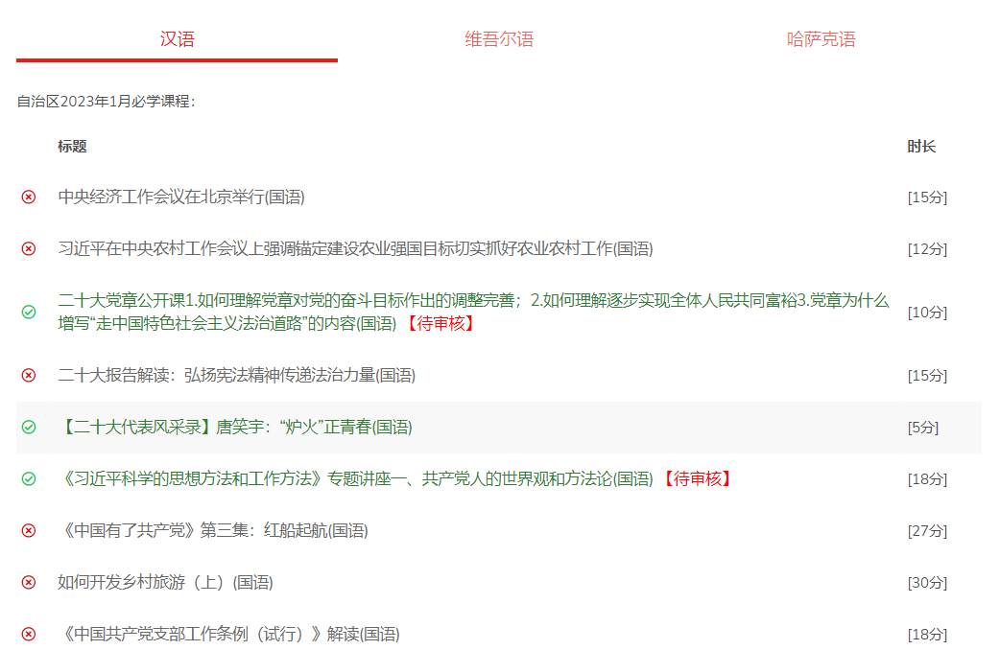 汉语 维吾尔语 哈萨克语
自治区2023年1月必学课程：
标题 时长
中央经济工作会议在北京举行(国语) [15分]
习近平在中央农村工作会议上强调锚定建设农业强国目标切实抓好农业农村工作(国语) [12分]
二十大党章公开课1.如何理解党章对党的奋斗目标作出的调整完善；2.如何理解逐步实现全体人民共同富裕3.党章为什么
增写“走中国特色社会主义法治道路”的内容(国语) 【待审核】 [10分]
二十大报告解读：弘扬宪法精神传递法治力量(国语) [15分]
【二十大代表风采录】唐笑宇：“炉火”正青春(国语) [5分]
《习近平科学的思想方法和工作方法》专题讲座一、共产党人的世界观和方法论(国语) 【待审核】 [18分]
《中国有了共产党》第三集：红船起航(国语) [27分]
如何开发乡村旅游（上）(国语) [30分]
《中国共产党支部工作条例（试行）》解读(国语) [18分]